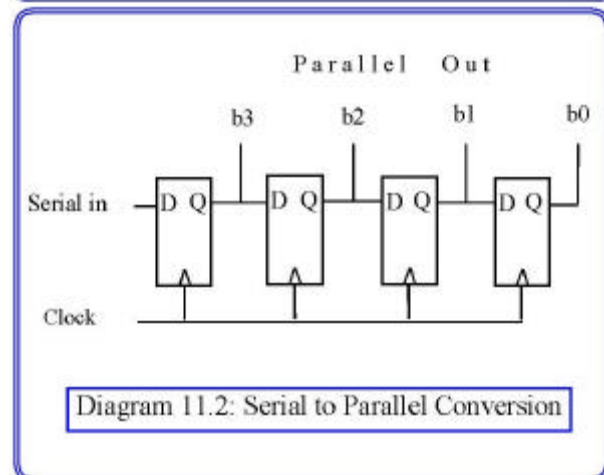 Parallel Out
b3 b2 b1 b0
Serial in D Q D Q D Q D Q
Clock
Diagram 11.2: Serial to Parallel Conversion